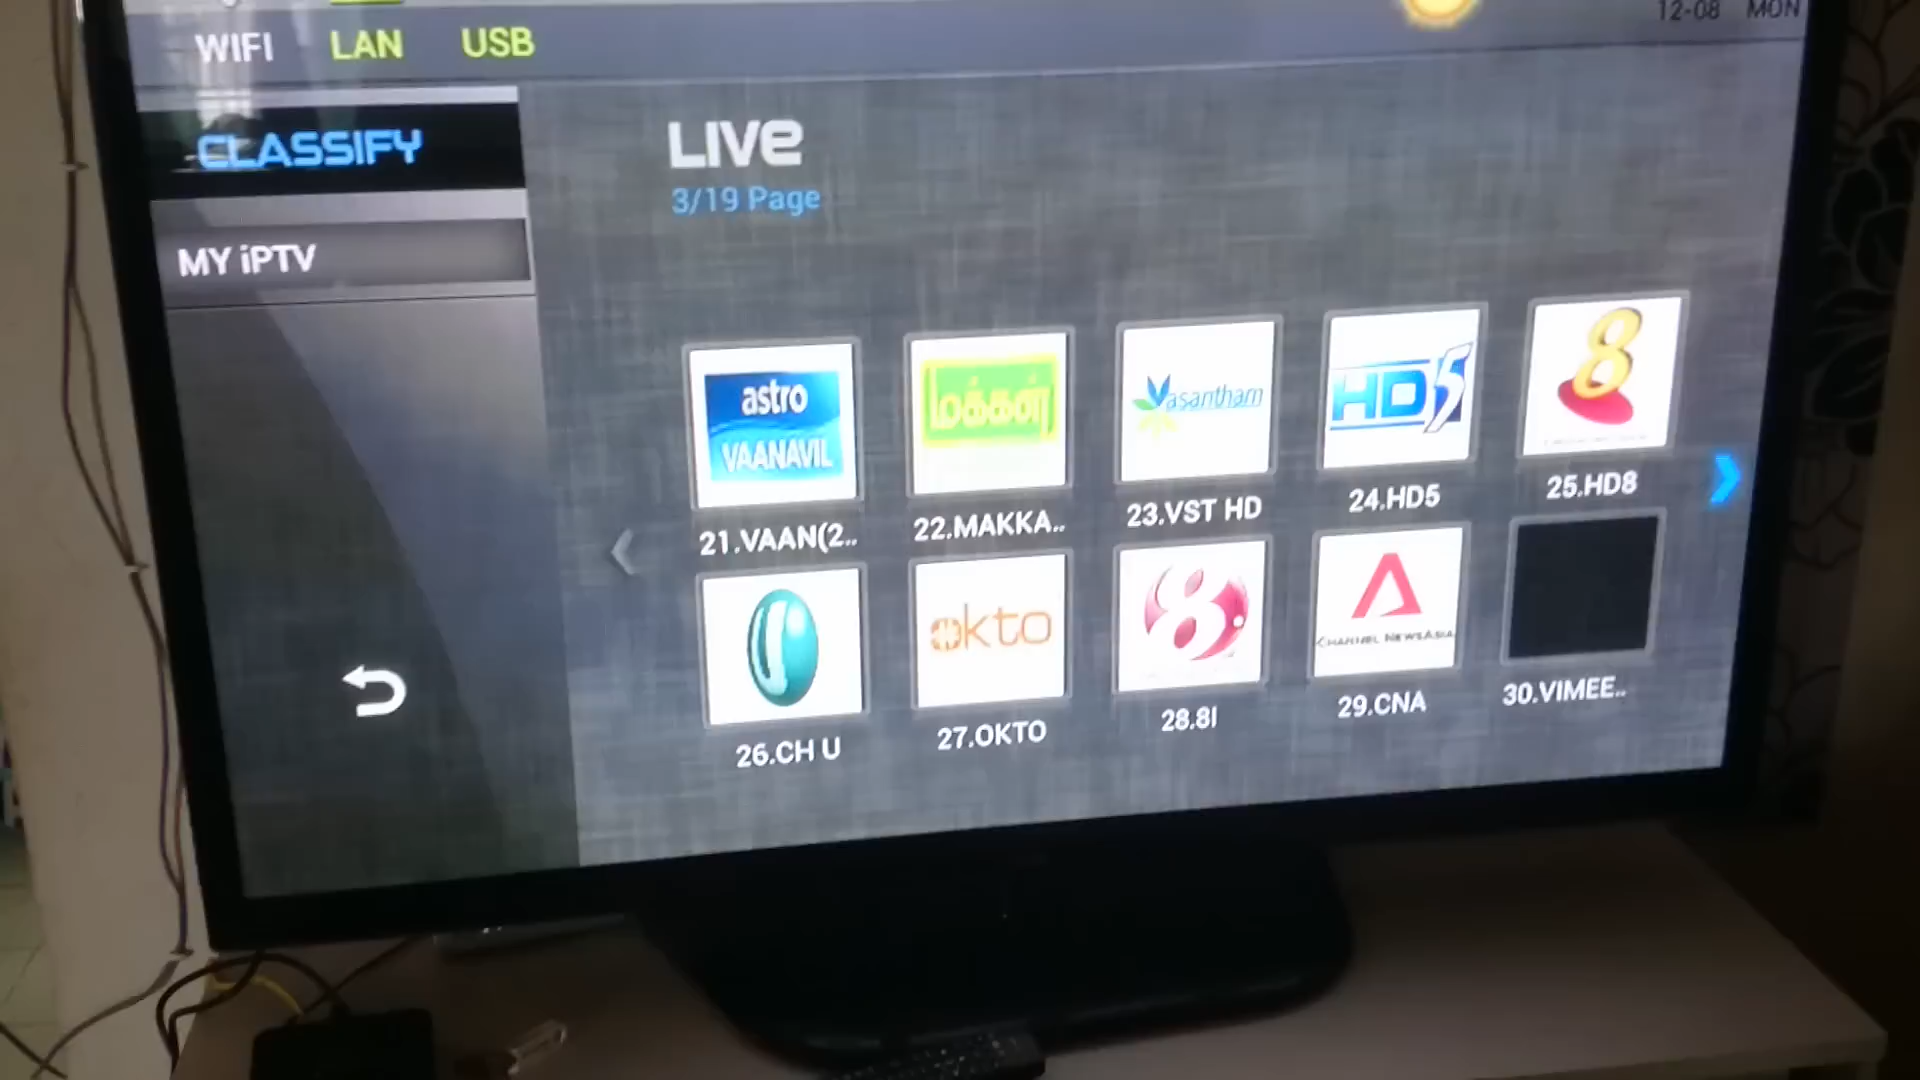 12-08 MON
WIFI LAN USB
CLASSIFY
LIVe
3/19 Page
MY iPTV
astro
VAANAVIL
மக்கள்
Vasantham
HD5
8
21.VAAN(2..
22.MAKKA..
23.VST HD
24.HD5
25.HD8
U
okto
8
CHANNEL NEWSASIA
26.CH U
27.OKTO
28.8I
29.CNA
30.VIMEE..